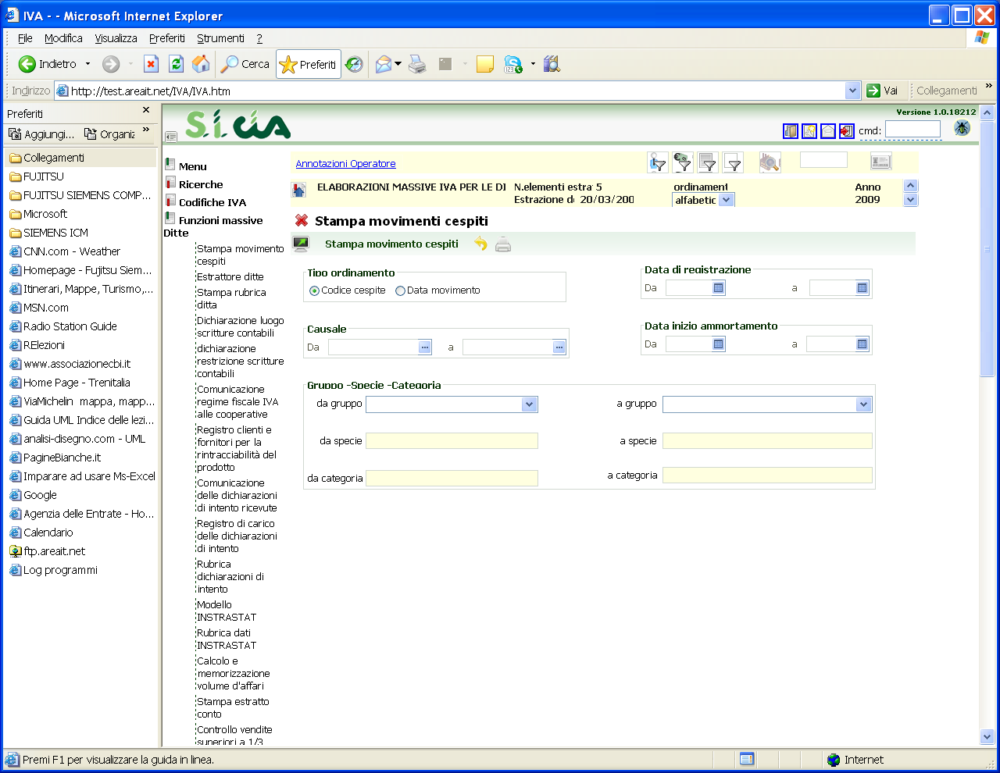 IVA - - Microsoft Internet Explorer
File Modifica Visualizza Preferiti Strumenti ?
Indietro Cerca Preferiti
Indirizzo http://test.areait.net/IVA/IVA.htm Vai Collegamenti »
Preferiti
Aggiungi... Organiz »
Collegamenti
FUJITSU
FUJITSU SIEMENS COMP...
Microsoft
SIEMENS ICM
CNN.com - Weather
Homepage - Fujitsu Siem...
Itinerari, Mappe, Turismo,...
MSN.com
Radio Station Guide
RElezioni
www.associazionecbi.it
Home Page - Trenitalia
ViaMichelin mappa, mapp...
Guida UML Indice delle lezi...
analisi-disegno.com - UML
PagineBianche.it
Imparare ad usare Ms-Excel
Google
Agenzia delle Entrate - Ho...
Calendario
ftp.areait.net
Log programmi
S.i.CIA
Versione 1.0.18212
cmd:
Menu
Ricerche
Codifiche IVA
Funzioni massive
Ditte
Stampa movimento
cespiti
Estrattore ditte
Stampa rubrica
ditta
Dichiarazione luogo
scritture contabili
dichiarazione
restrizione scritture
contabili
Comunicazione
regime fiscale IVA
alle cooperative
Registro clienti e
fornitori per la
rintracciabilità del
prodotto
Comunicazione
delle dichiarazioni
di intento ricevute
Registro di carico
delle dichiarazioni
di intento
Rubrica
dichiarazioni di
intento
Modello
INSTRASTAT
Rubrica dati
INSTRASTAT
Calcolo e
memorizzazione
volume d'affari
Stampa estratto
conto
Controllo vendite
superiori a 1/3
Annotazioni Operatore
ELABORAZIONI MASSIVE IVA PER LE DI N.elementi estra 5 ordinament Anno
Estrazione d 20/03/200 alfabetic 2009
Stampa movimenti cespiti
Stampa movimento cespiti
Tipo ordinamento
Codice cespite Data movimento
Data di registrazione
Da a
Causale
Da a
Data inizio ammortamento
Da a
Gruppo -Specie -Categoria
da gruppo a gruppo
da specie a specie
da categoria a categoria
Premi F1 per visualizzare la guida in linea. Internet